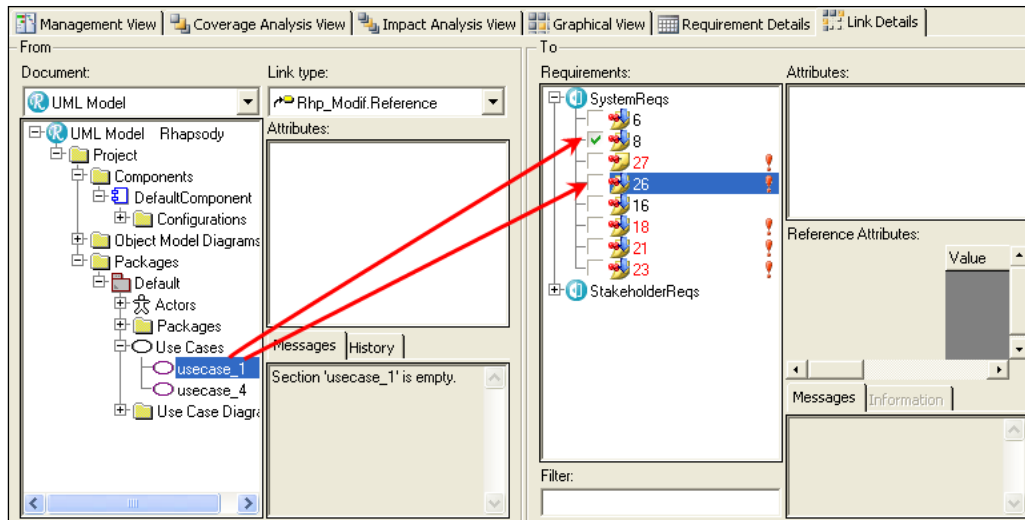 Management View Coverage Analysis View Impact Analysis View Graphical View Requirement Details Link Details
From
Document:
UML Model
UML Model Rhapsody
Project
Components
DefaultComponent
Configurations
Object Model Diagrams
Packages
Default
Actors
Packages
Use Cases
usecase_1
usecase_4
Use Case Diagra
Link type:
Rhp_Modif.Reference
Attributes:
Messages History
Section 'usecase_1' is empty.
To
Requirements:
SystemReqs
6
8
27
26
16
18
21
23
StakeholderReqs
Filter:
Attributes:
Reference Attributes:
Value
Messages Information